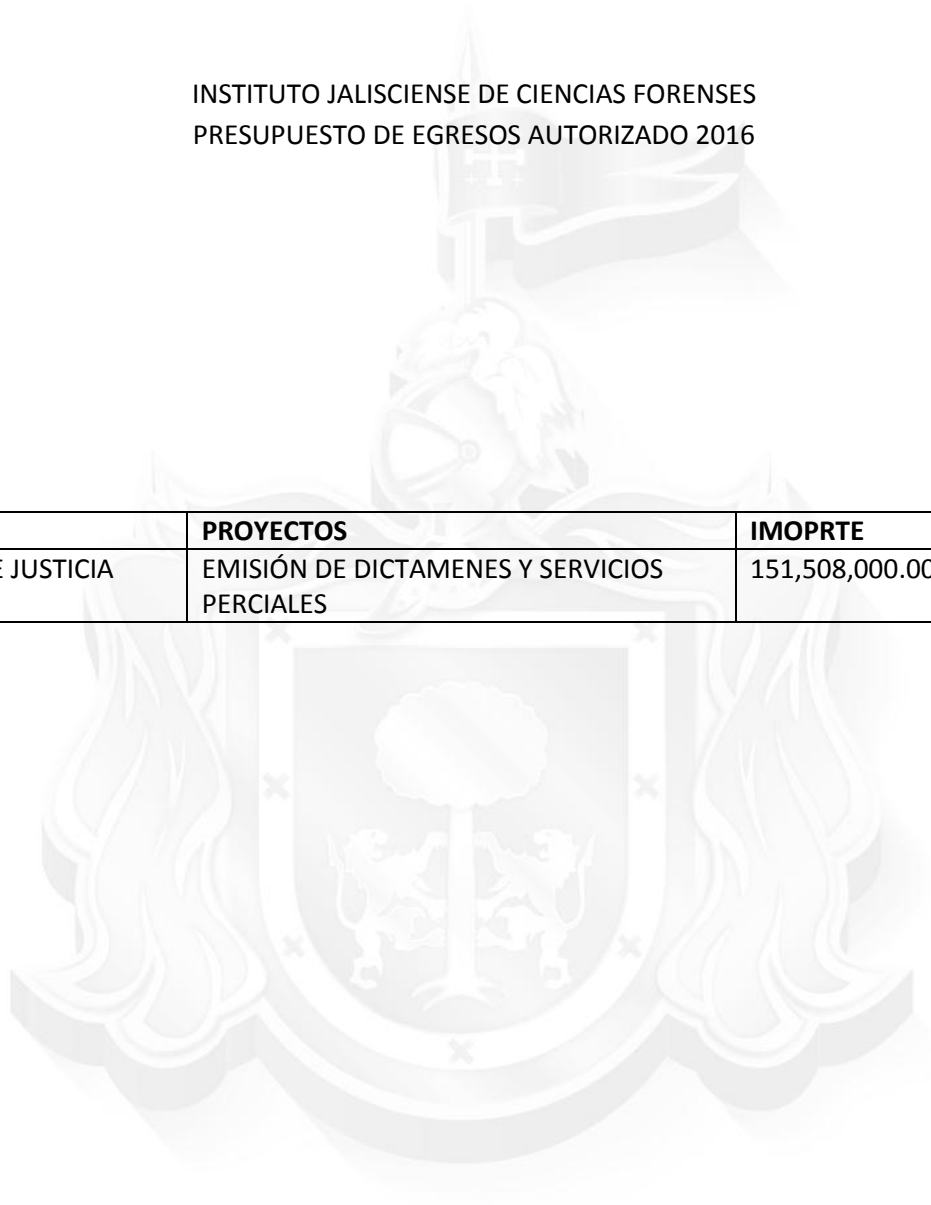 INSTITUTO JALISCIENSE DE CIENCIAS FORENSES
PRESUPUESTO DE EGRESOS AUTORIZADO 2016
PROYECTOS IMOPRTE
JUSTICIA EMISIÓN DE DICTAMENES Y SERVICIOS 151,508,000.00
PERCIALES